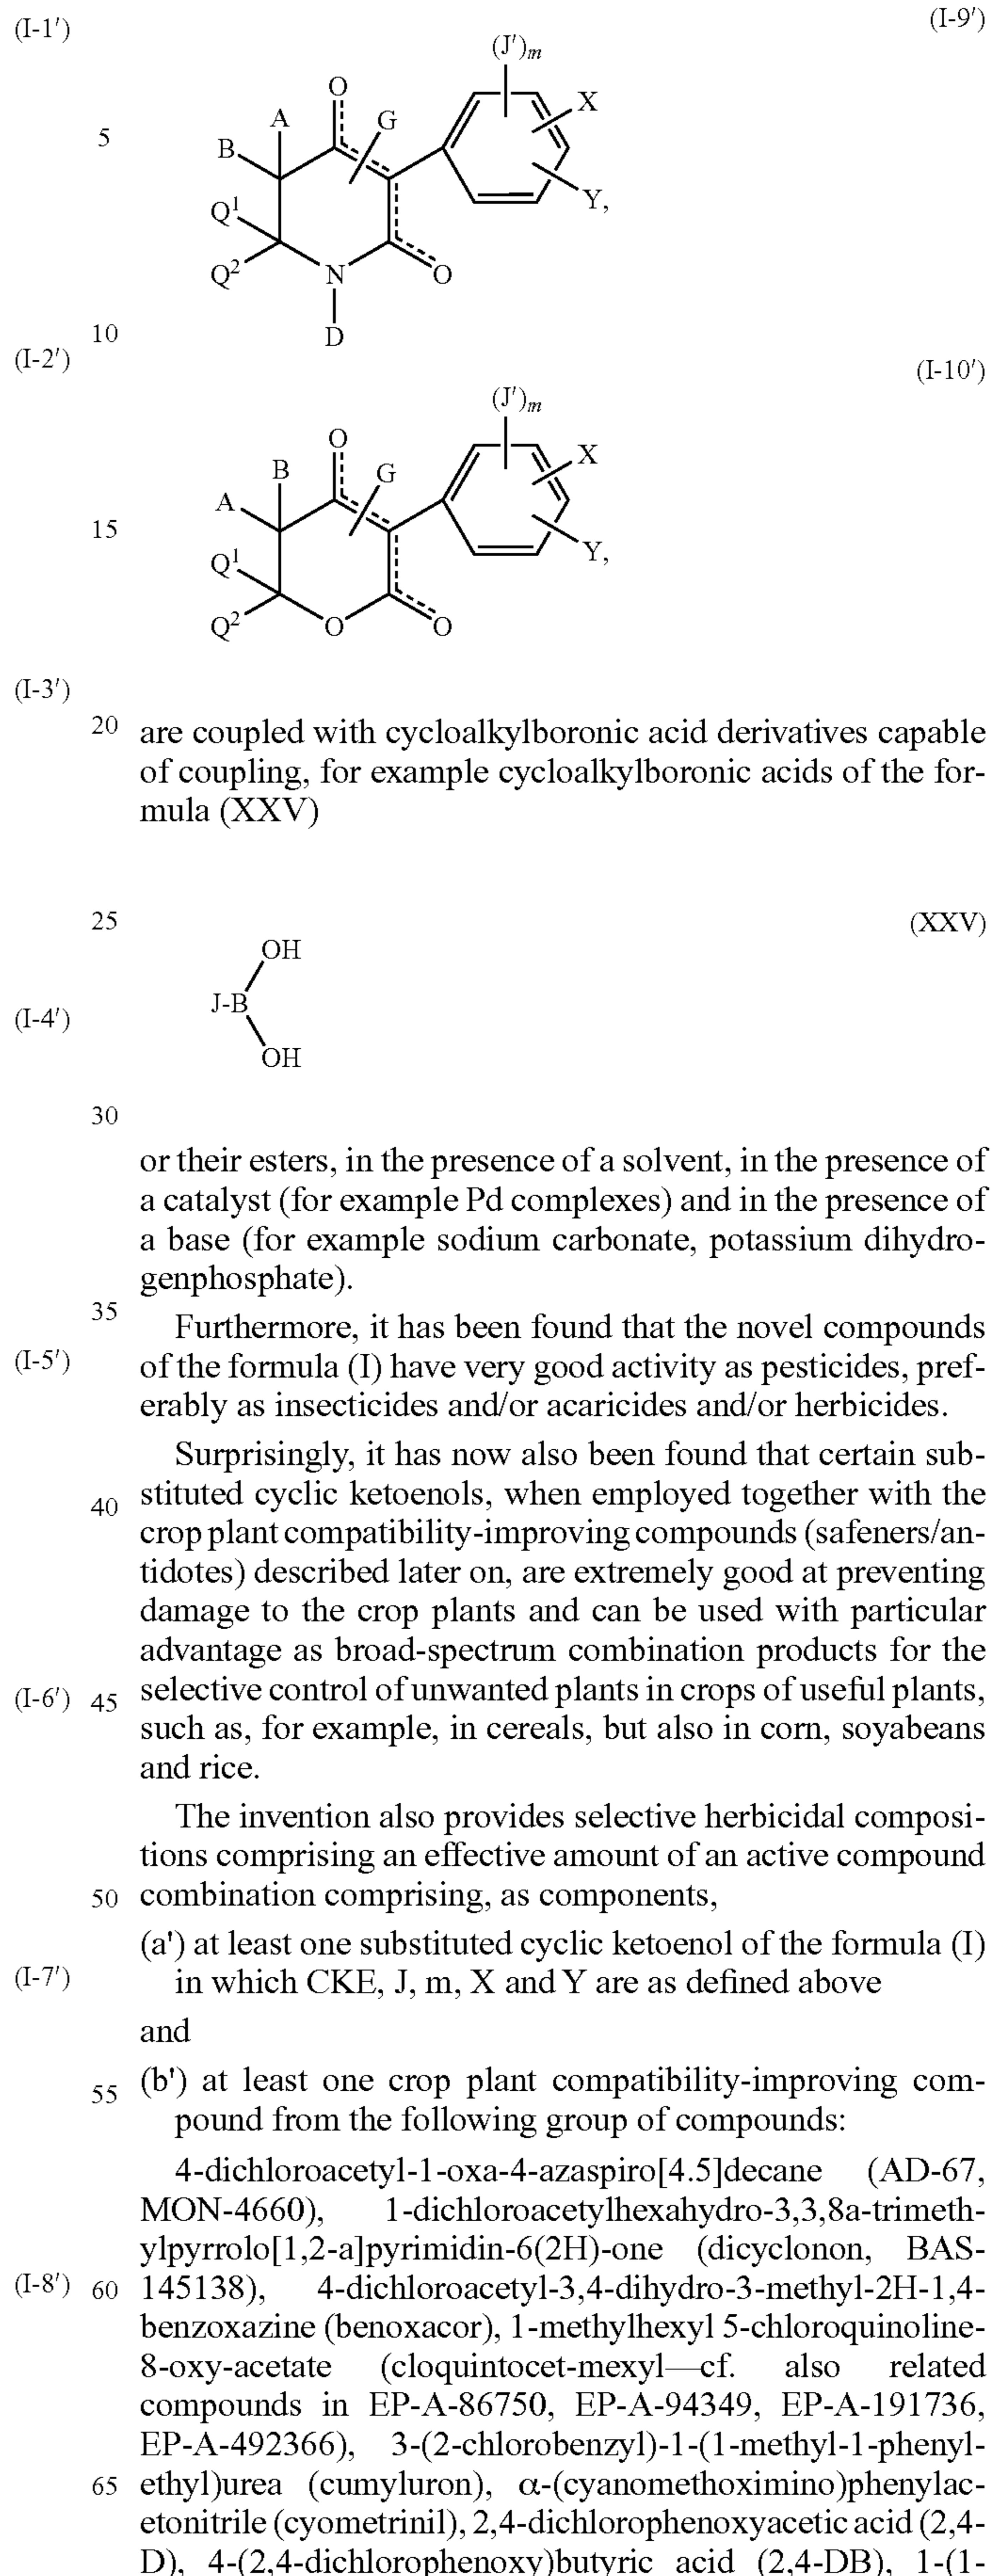 (I-1′)
(I-9′)
(J′)m
O
A
G
X
B
5
Q1
Y,
Q2
N
O
10
D
(I-2′)
(I-10′)
(J′)m
O
B
G
X
A
15
Q1
Y,
Q2
O
O
(I-3′)
20
are coupled with cycloalkylboronic acid derivatives capable
of coupling, for example cycloalkylboronic acids of the for-
mula (XXV)
25
(XXV)
OH
J-B
(I-4′)
OH
30
or their esters, in the presence of a solvent, in the presence of
a catalyst (for example Pd complexes) and in the presence of
a base (for example sodium carbonate, potassium dihydro-
genphosphate).
35
Furthermore, it has been found that the novel compounds
(I-5′)
of the formula (I) have very good activity as pesticides, pref-
erably as insecticides and/or acaricides and/or herbicides.
Surprisingly, it has now also been found that certain sub-
40
stituted cyclic ketoenols, when employed together with the
crop plant compatibility-improving compounds (safeners/an-
tidotes) described later on, are extremely good at preventing
damage to the crop plants and can be used with particular
advantage as broad-spectrum combination products for the
(I-6′)
45
selective control of unwanted plants in crops of useful plants,
such as, for example, in cereals, but also in corn, soyabeans
and rice.
The invention also provides selective herbicidal composi-
tions comprising an effective amount of an active compound
50
combination comprising, as components,
(a') at least one substituted cyclic ketoenol of the formula (I)
(I-7′)
in which CKE, J, m, X and Y are as defined above
and
55
(b') at least one crop plant compatibility-improving com-
pound from the following group of compounds:
4-dichloroacetyl-1-oxa-4-azaspiro[4.5]decane (AD-67,
MON-4660), 1-dichloroacetylhexahydro-3,3,8a-trimeth-
ylpyrrolo[1,2-a]pyrimidin-6(2H)-one (dicyclonon, BAS-
(I-8′)
60
145138), 4-dichloroacetyl-3,4-dihydro-3-methyl-2H-1,4-
benzoxazine (benoxacor), 1-methylhexyl 5-chloroquinoline-
8-oxy-acetate (cloquintocet-mexyl—cf. also related
compounds in EP-A-86750, EP-A-94349, EP-A-191736,
EP-A-492366), 3-(2-chlorobenzyl)-1-(1-methyl-1-phenyl-
65
ethyl)urea (cumyluron), α-(cyanomethoximino)phenylac-
etonitrile (cyometrinil), 2,4-dichlorophenoxyacetic acid (2,4-
D), 4-(2,4-dichlorophenoxy)butyric acid (2,4-DB), 1-(1-